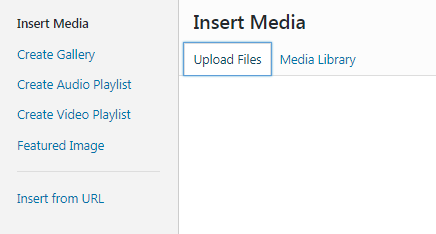 Insert Media
Create Gallery
Create Audio Playlist
Create Video Playlist
Featured Image
Insert from URL
Insert Media
Upload Files
Media Library